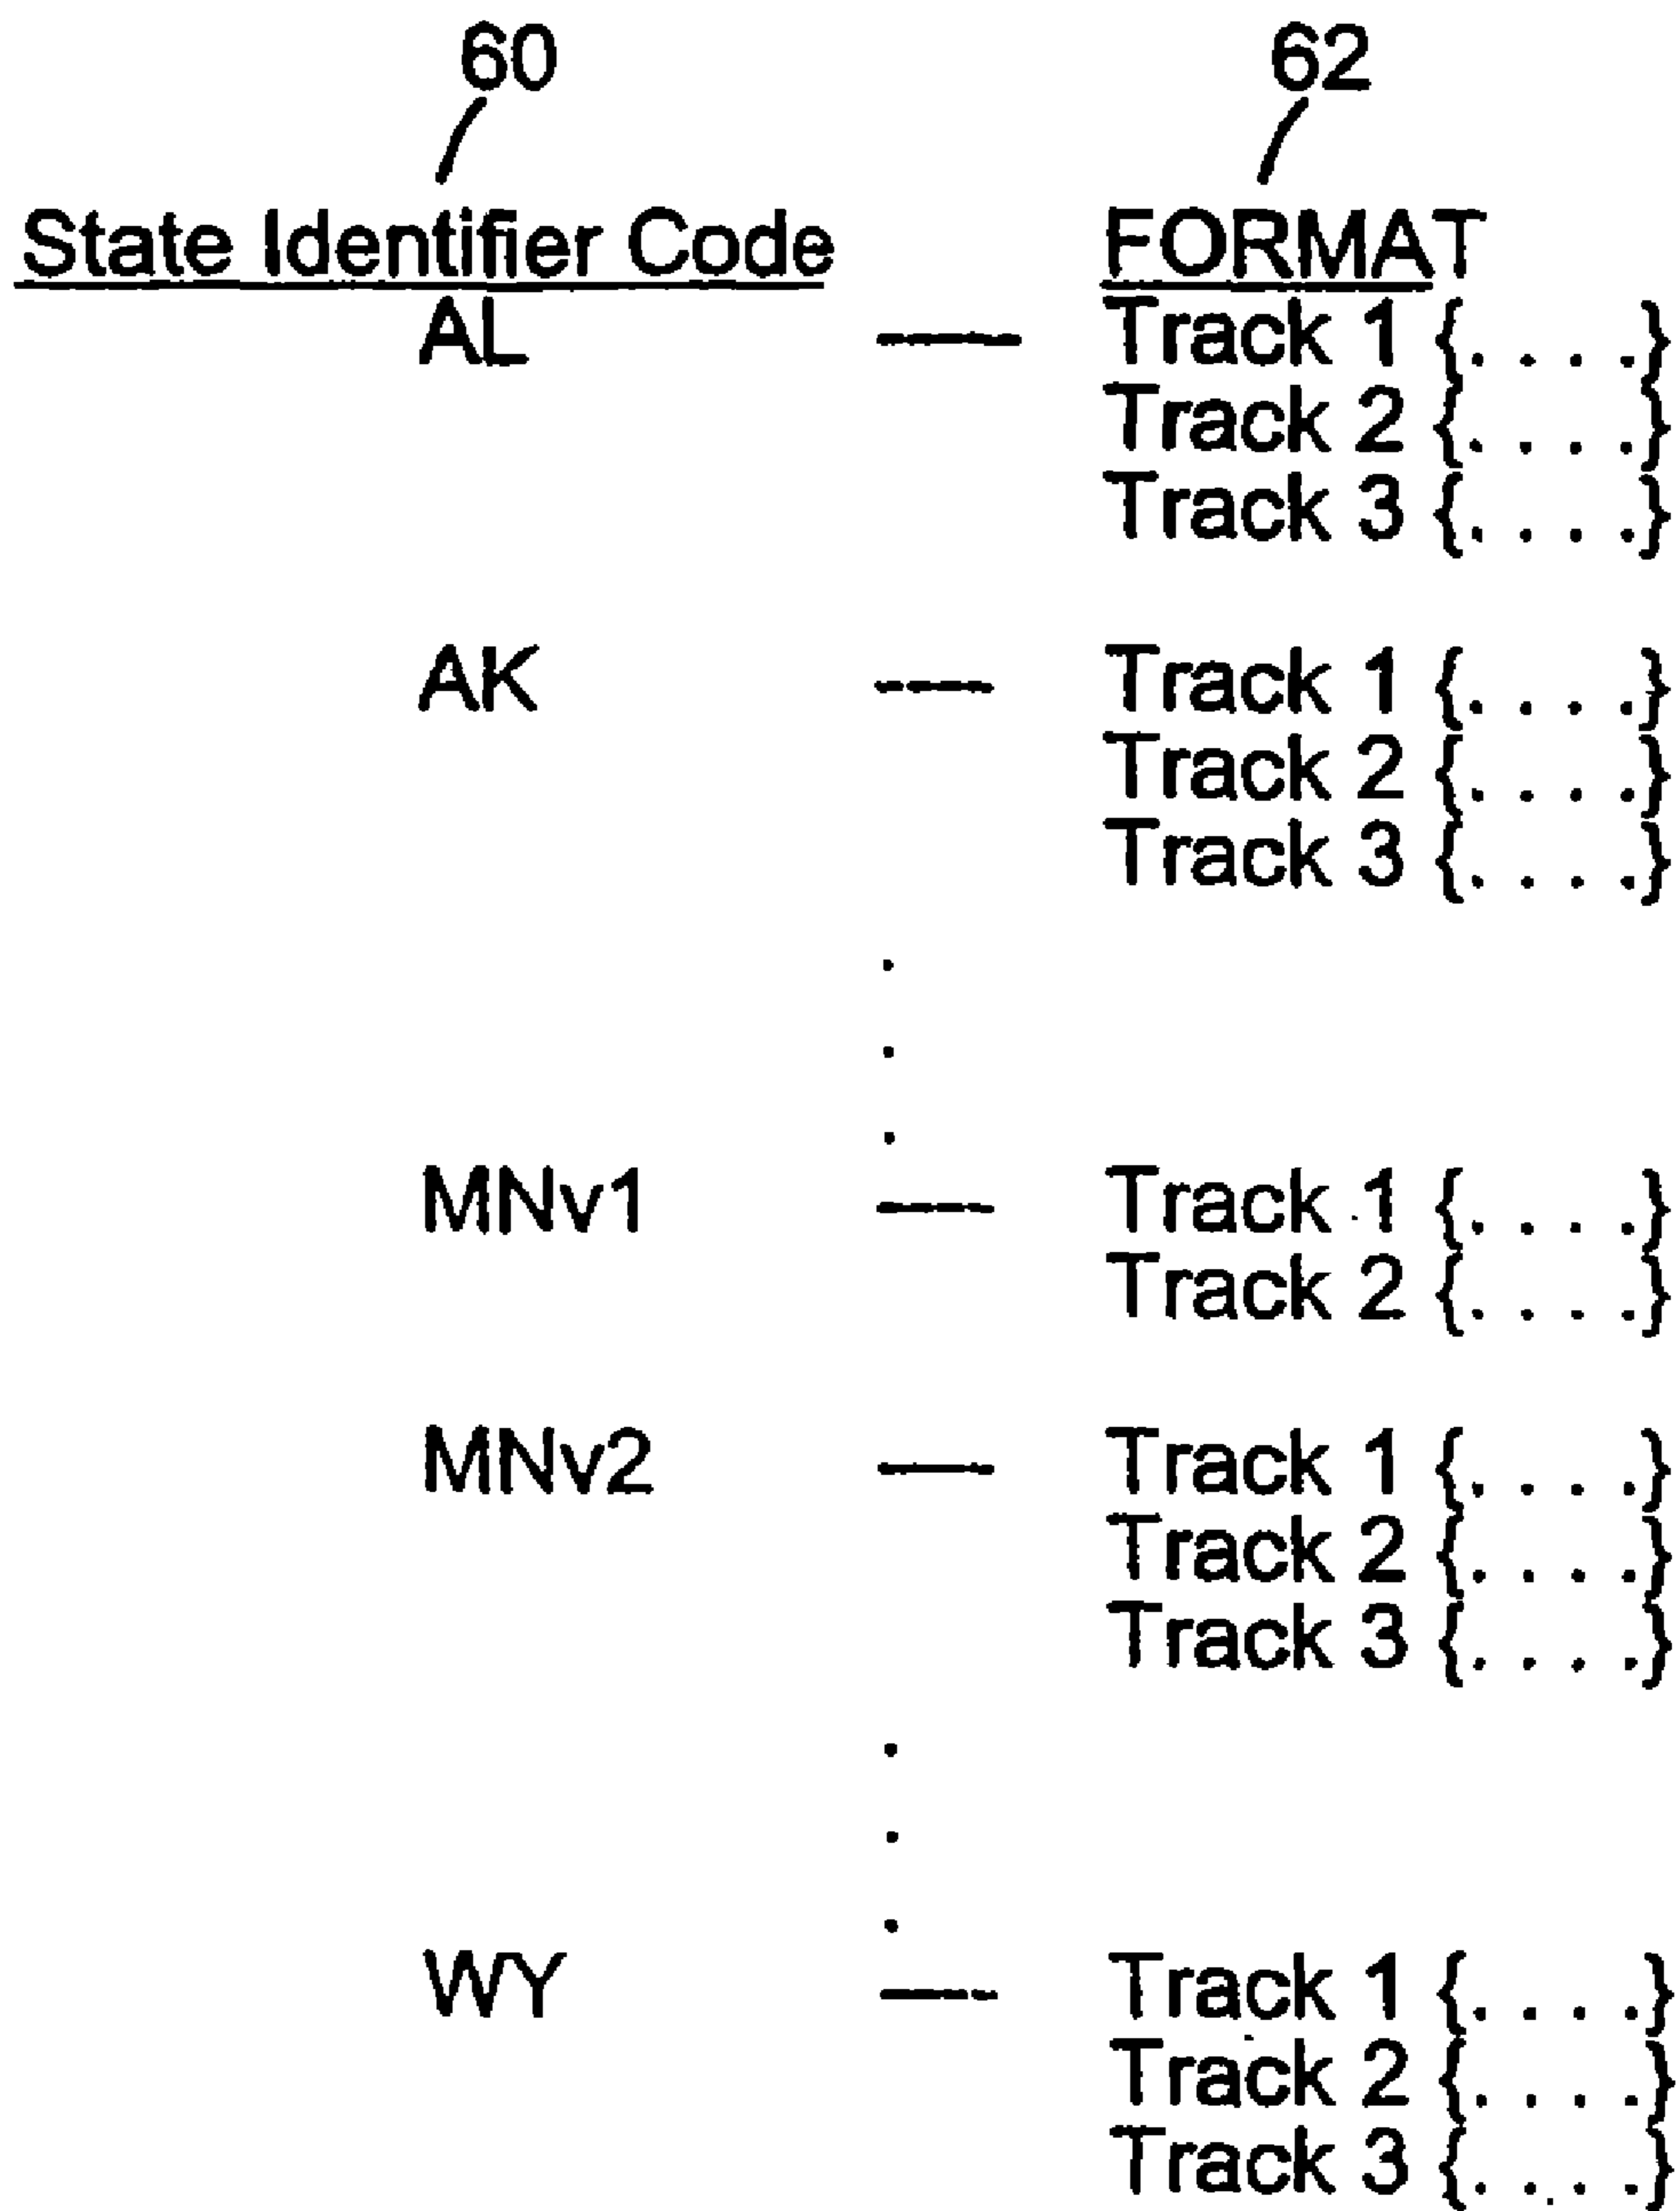 60 62
State Identifier Code FORMAT
AL — Track 1 {. . . .}
Track 2 {. . . .}
Track 3 {. . . .}
AK --- Track 1 {. . . .}
Track 2 {. . . .}
Track 3 {. . . .}
.
.
.
MNv1 — Track 1 {. . . .}
Track 2 {. . . .}
MNv2 — Track 1 {. . . .}
Track 2 {. . . .}
Track 3 {. . . .}
.
.
.
WY — Track 1 {. . . .}
Track 2 {. . . .}
Track 3 {. . . .}